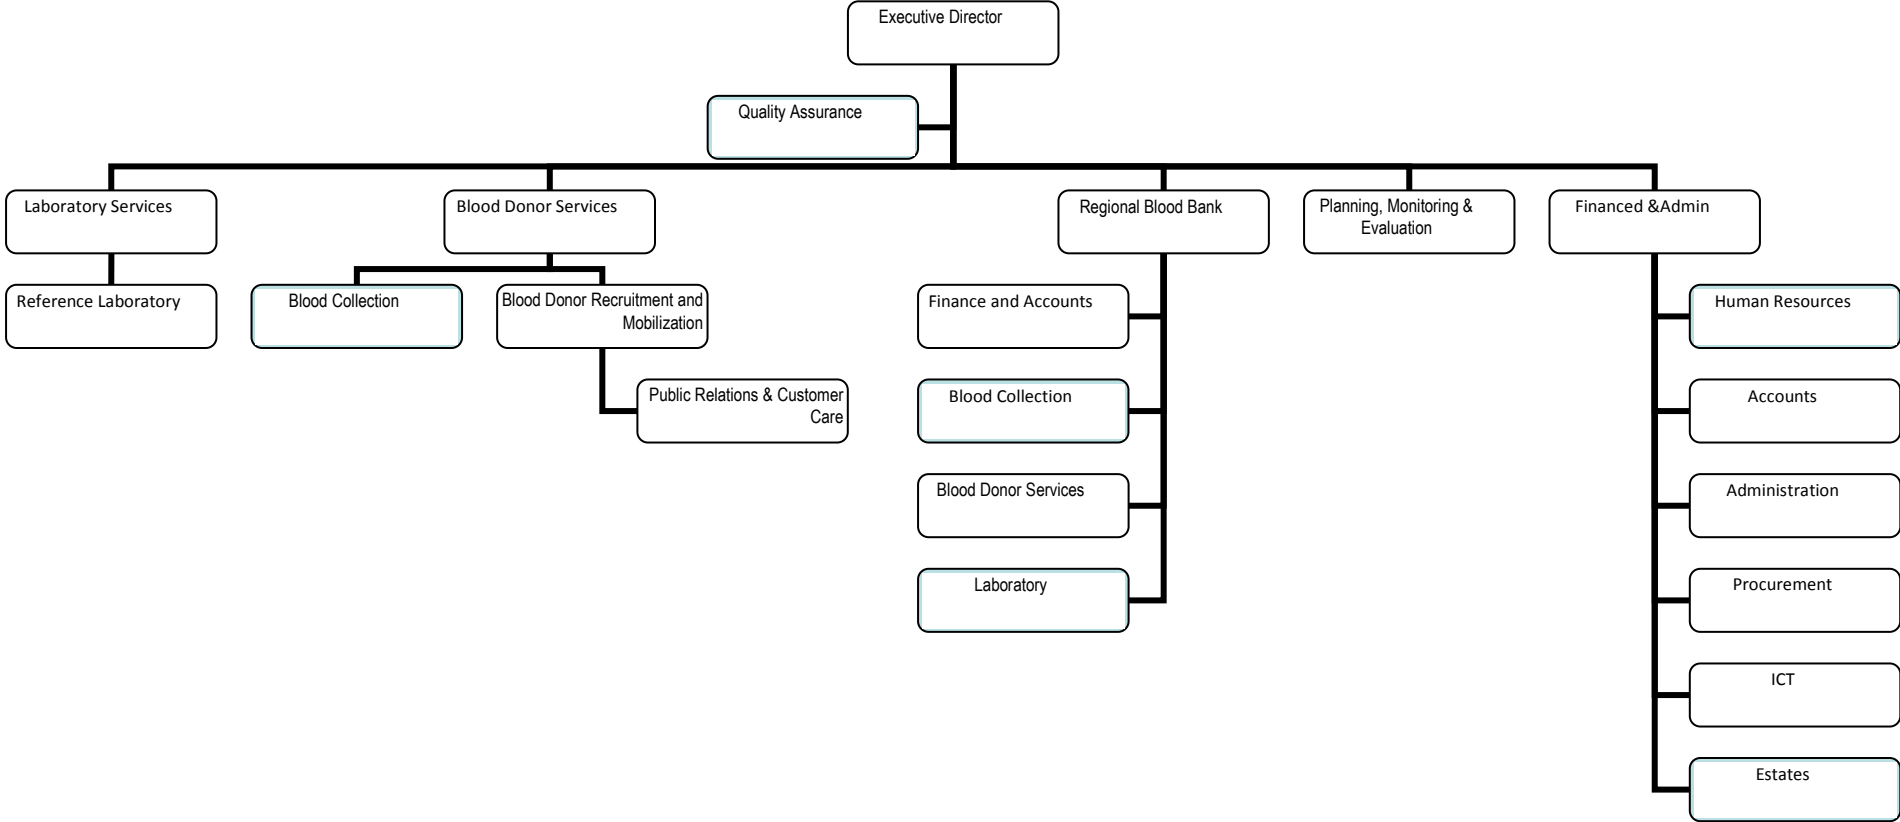 Executive Director
Quality Assurance
Laboratory Services
Blood Donor Services
Regional Blood Bank
Planning, Monitoring &
Evaluation
Financed &Admin
Reference Laboratory
Blood Collection
Blood Donor Recruitment and
Mobilization
Public Relations & Customer
Care
Finance and Accounts
Blood Collection
Blood Donor Services
Laboratory
Human Resources
Accounts
Administration
Procurement
ICT
Estates